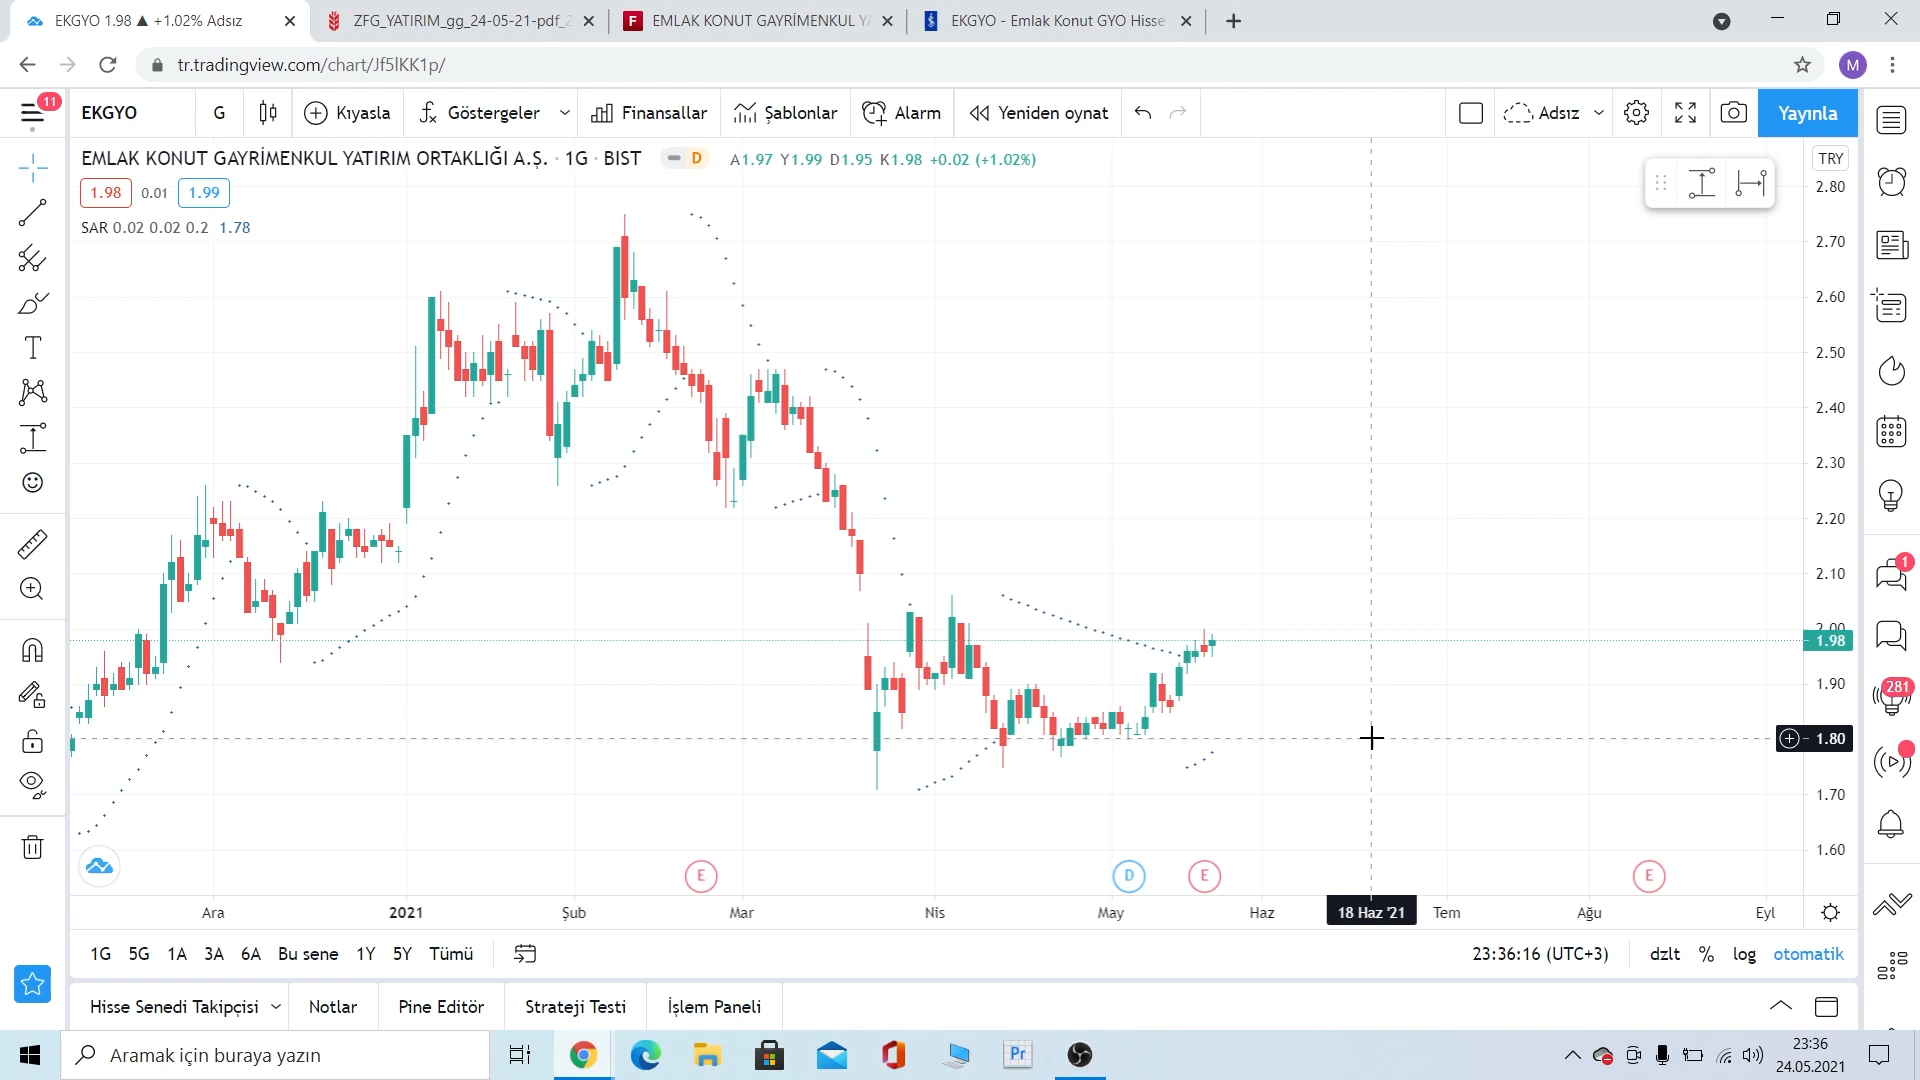 EKGYO 1.98 ▲ +1.02% Adsız
ZFG_YATIRIM_gg_24-05-21-pdf_2
EMLAK KONUT GAYRİMENKUL YA
EKGYO - Emlak Konut GYO Hisse
tr.tradingview.com/chart/Jf5lKK1p/
M
11
EKGYO
G
Kıyasla
Göstergeler
Finansallar
Şablonlar
Alarm
Yeniden oynat
Adsız
Yayınla
EMLAK KONUT GAYRİMENKUL YATIRIM ORTAKLIĞI A.Ş. · 1G · BIST
D
A1.97 Y1.99 D1.95 K1.98 +0.02 (+1.02%)
TRY
1.98 0.01 1.99
SAR 0.02 0.02 0.2 1.78
2.80
2.70
2.60
2.50
2.40
2.30
2.20
2.10
2.00
1.98
1.90
1.80
1.70
1.60
1
281
E
D
E
E
Ara
2021
Şub
Mar
Nis
May
Haz
18 Haz '21
Tem
Ağu
Eyl
1G 5G 1A 3A 6A Bu sene 1Y 5Y Tümü
23:36:16 (UTC+3)
dzlt % log otomatik
Hisse Senedi Takipçisi
Notlar
Pine Editör
Strateji Testi
İşlem Paneli
Aramak için buraya yazın
Pr
23:36
24.05.2021